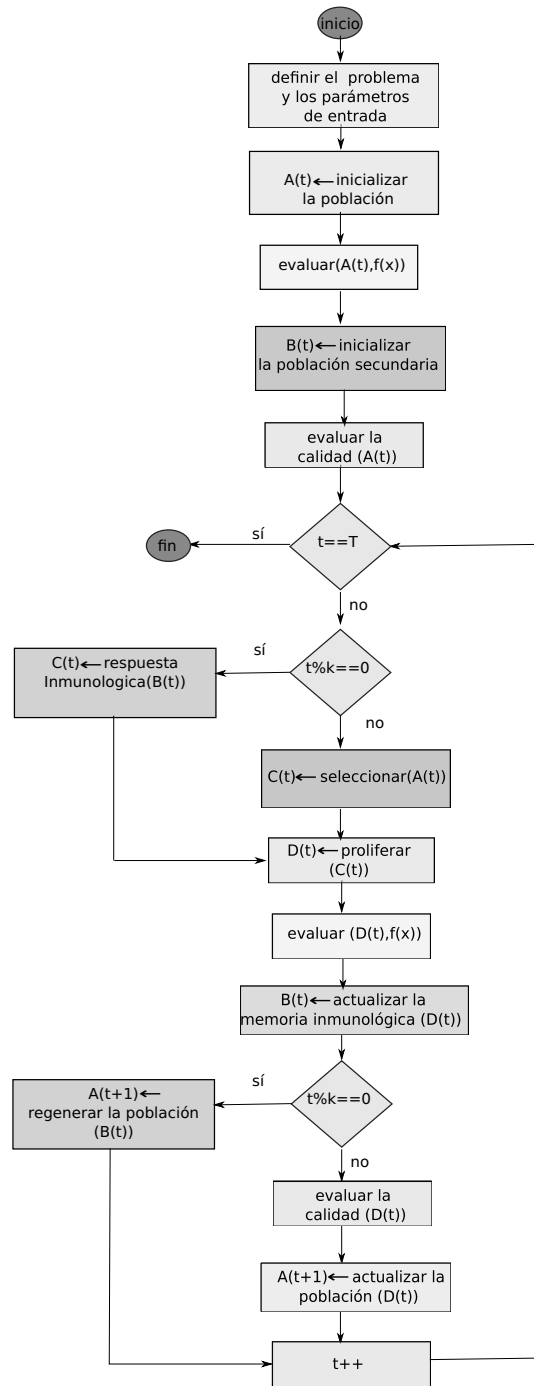 inicio
definir el problema
y los parámetros
de entrada
A(t)←inicializar
la población
evaluar(A(t),f(x))
B(t)←inicializar
la población secundaria
evaluar la
calidad (A(t))
t==T
sí
fin
no
t%k==0
sí
C(t)←respuesta
Inmunologica(B(t))
no
C(t)← seleccionar(A(t))
D(t)←proliferar
(C(t))
evaluar (D(t),f(x))
B(t)←actualizar la
memoria inmunológica (D(t))
t%k==0
sí
A(t+1)←
regenerar la población
(B(t))
no
evaluar la
calidad (D(t))
A(t+1)← actualizar la
población (D(t))
t++